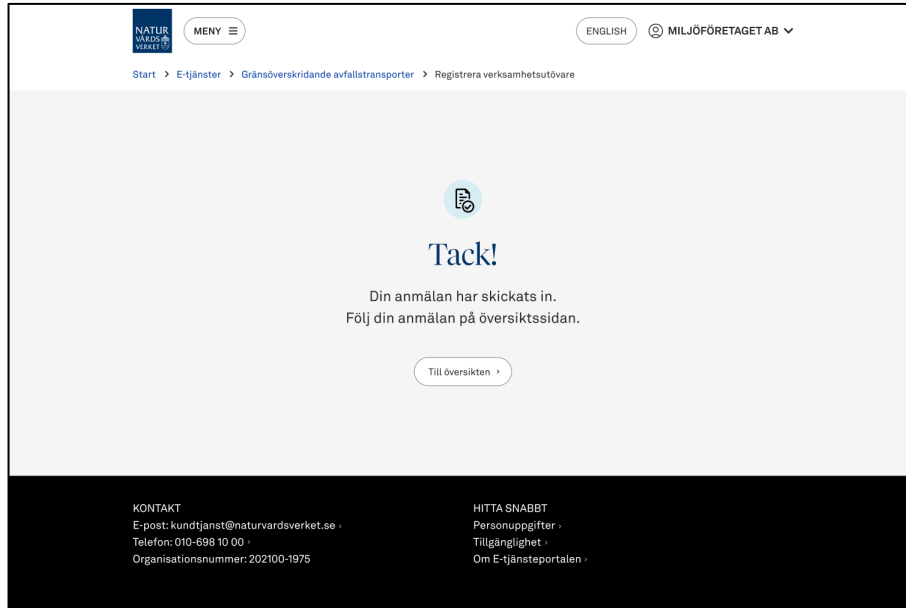 NATUR
VÅRDS
VERKET
MENY
ENGLISH
MILJÖFÖRETAGET AB
Start > E-tjänster > Gränsöverskridande avfallstransporter > Registrera verksamhetsutövare
Tack!
Din anmälan har skickats in.
Följ din anmälan på översiktssidan.
Till översikten ›
KONTAKT
E-post: kundtjanst@naturvardsverket.se ›
Telefon: 010-698 10 00 ›
Organisationsnummer: 202100-1975
HITTA SNABBT
Personuppgifter ›
Tillgänglighet ›
Om E-tjänsteportalen ›